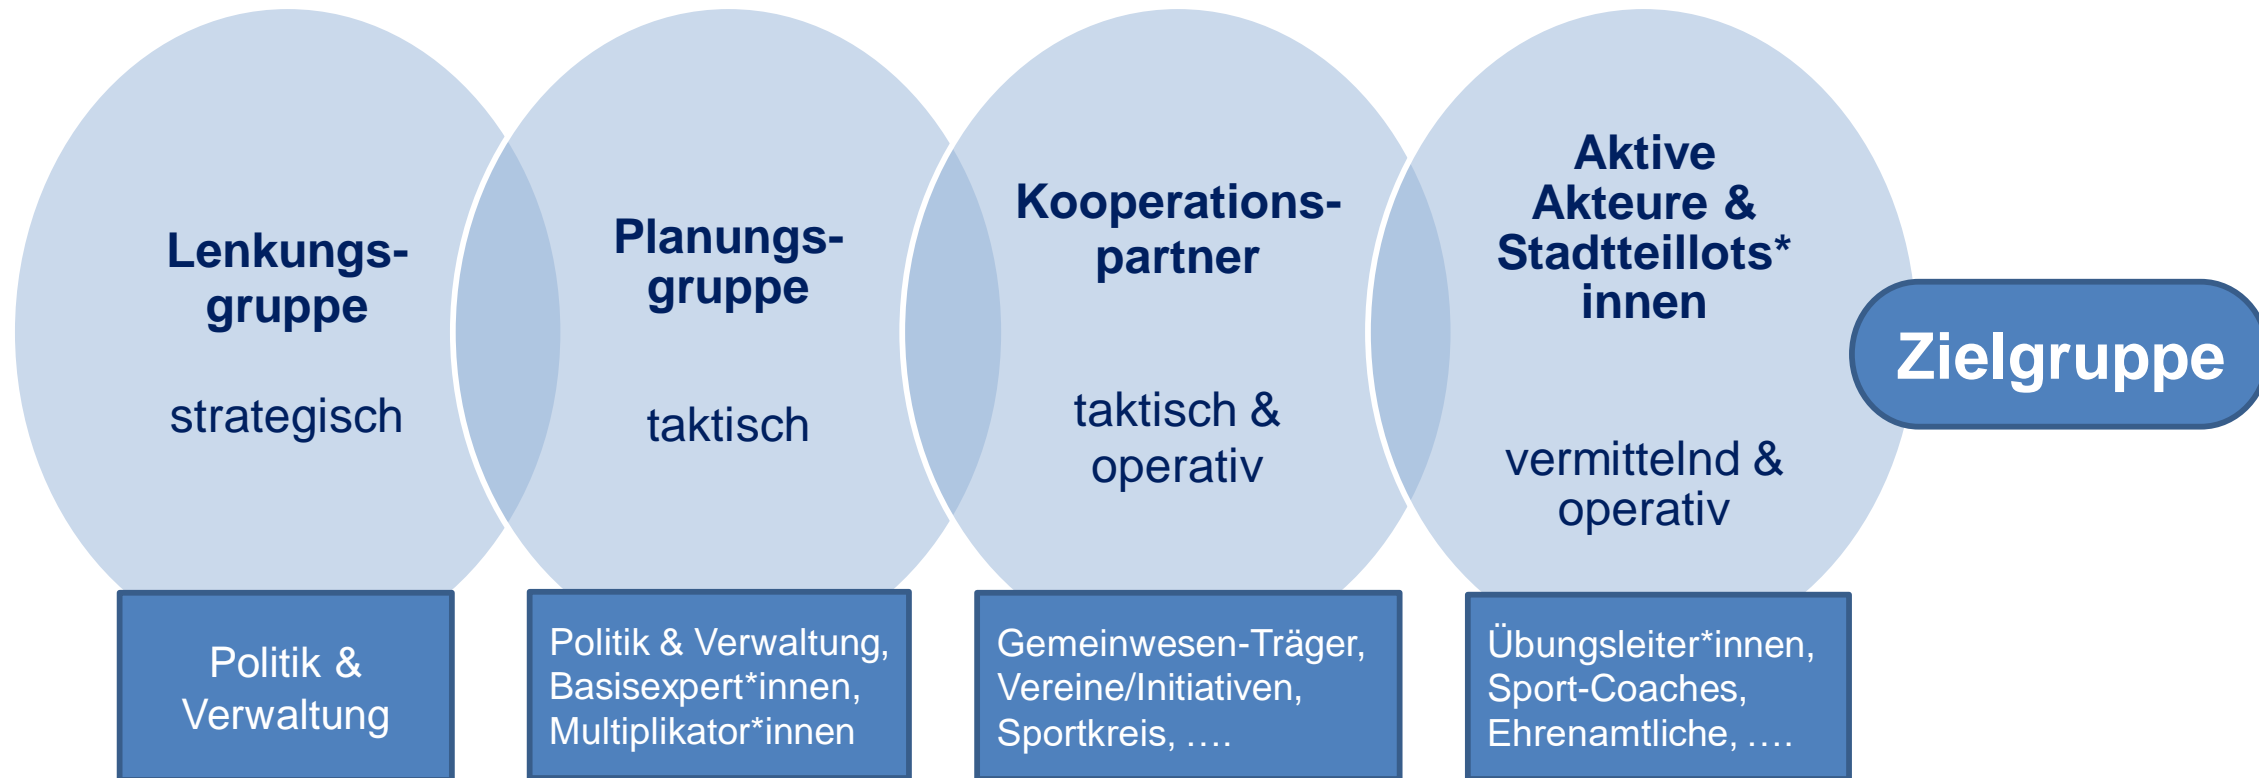 Lenkungs-
gruppe
strategisch
Politik &
Verwaltung
Planungs-
gruppe
taktisch
Politik & Verwaltung,
Basisexpert*innen,
Multiplikator*innen
Kooperations-
partner
taktisch &
operativ
Gemeinwesen-Träger,
Vereine/Initiativen,
Sportkreis, ….
Aktive
Akteure &
Stadtteillots*
innen
vermittelnd &
operativ
Übungsleiter*innen,
Sport-Coaches,
Ehrenamtliche, ….
Zielgruppe